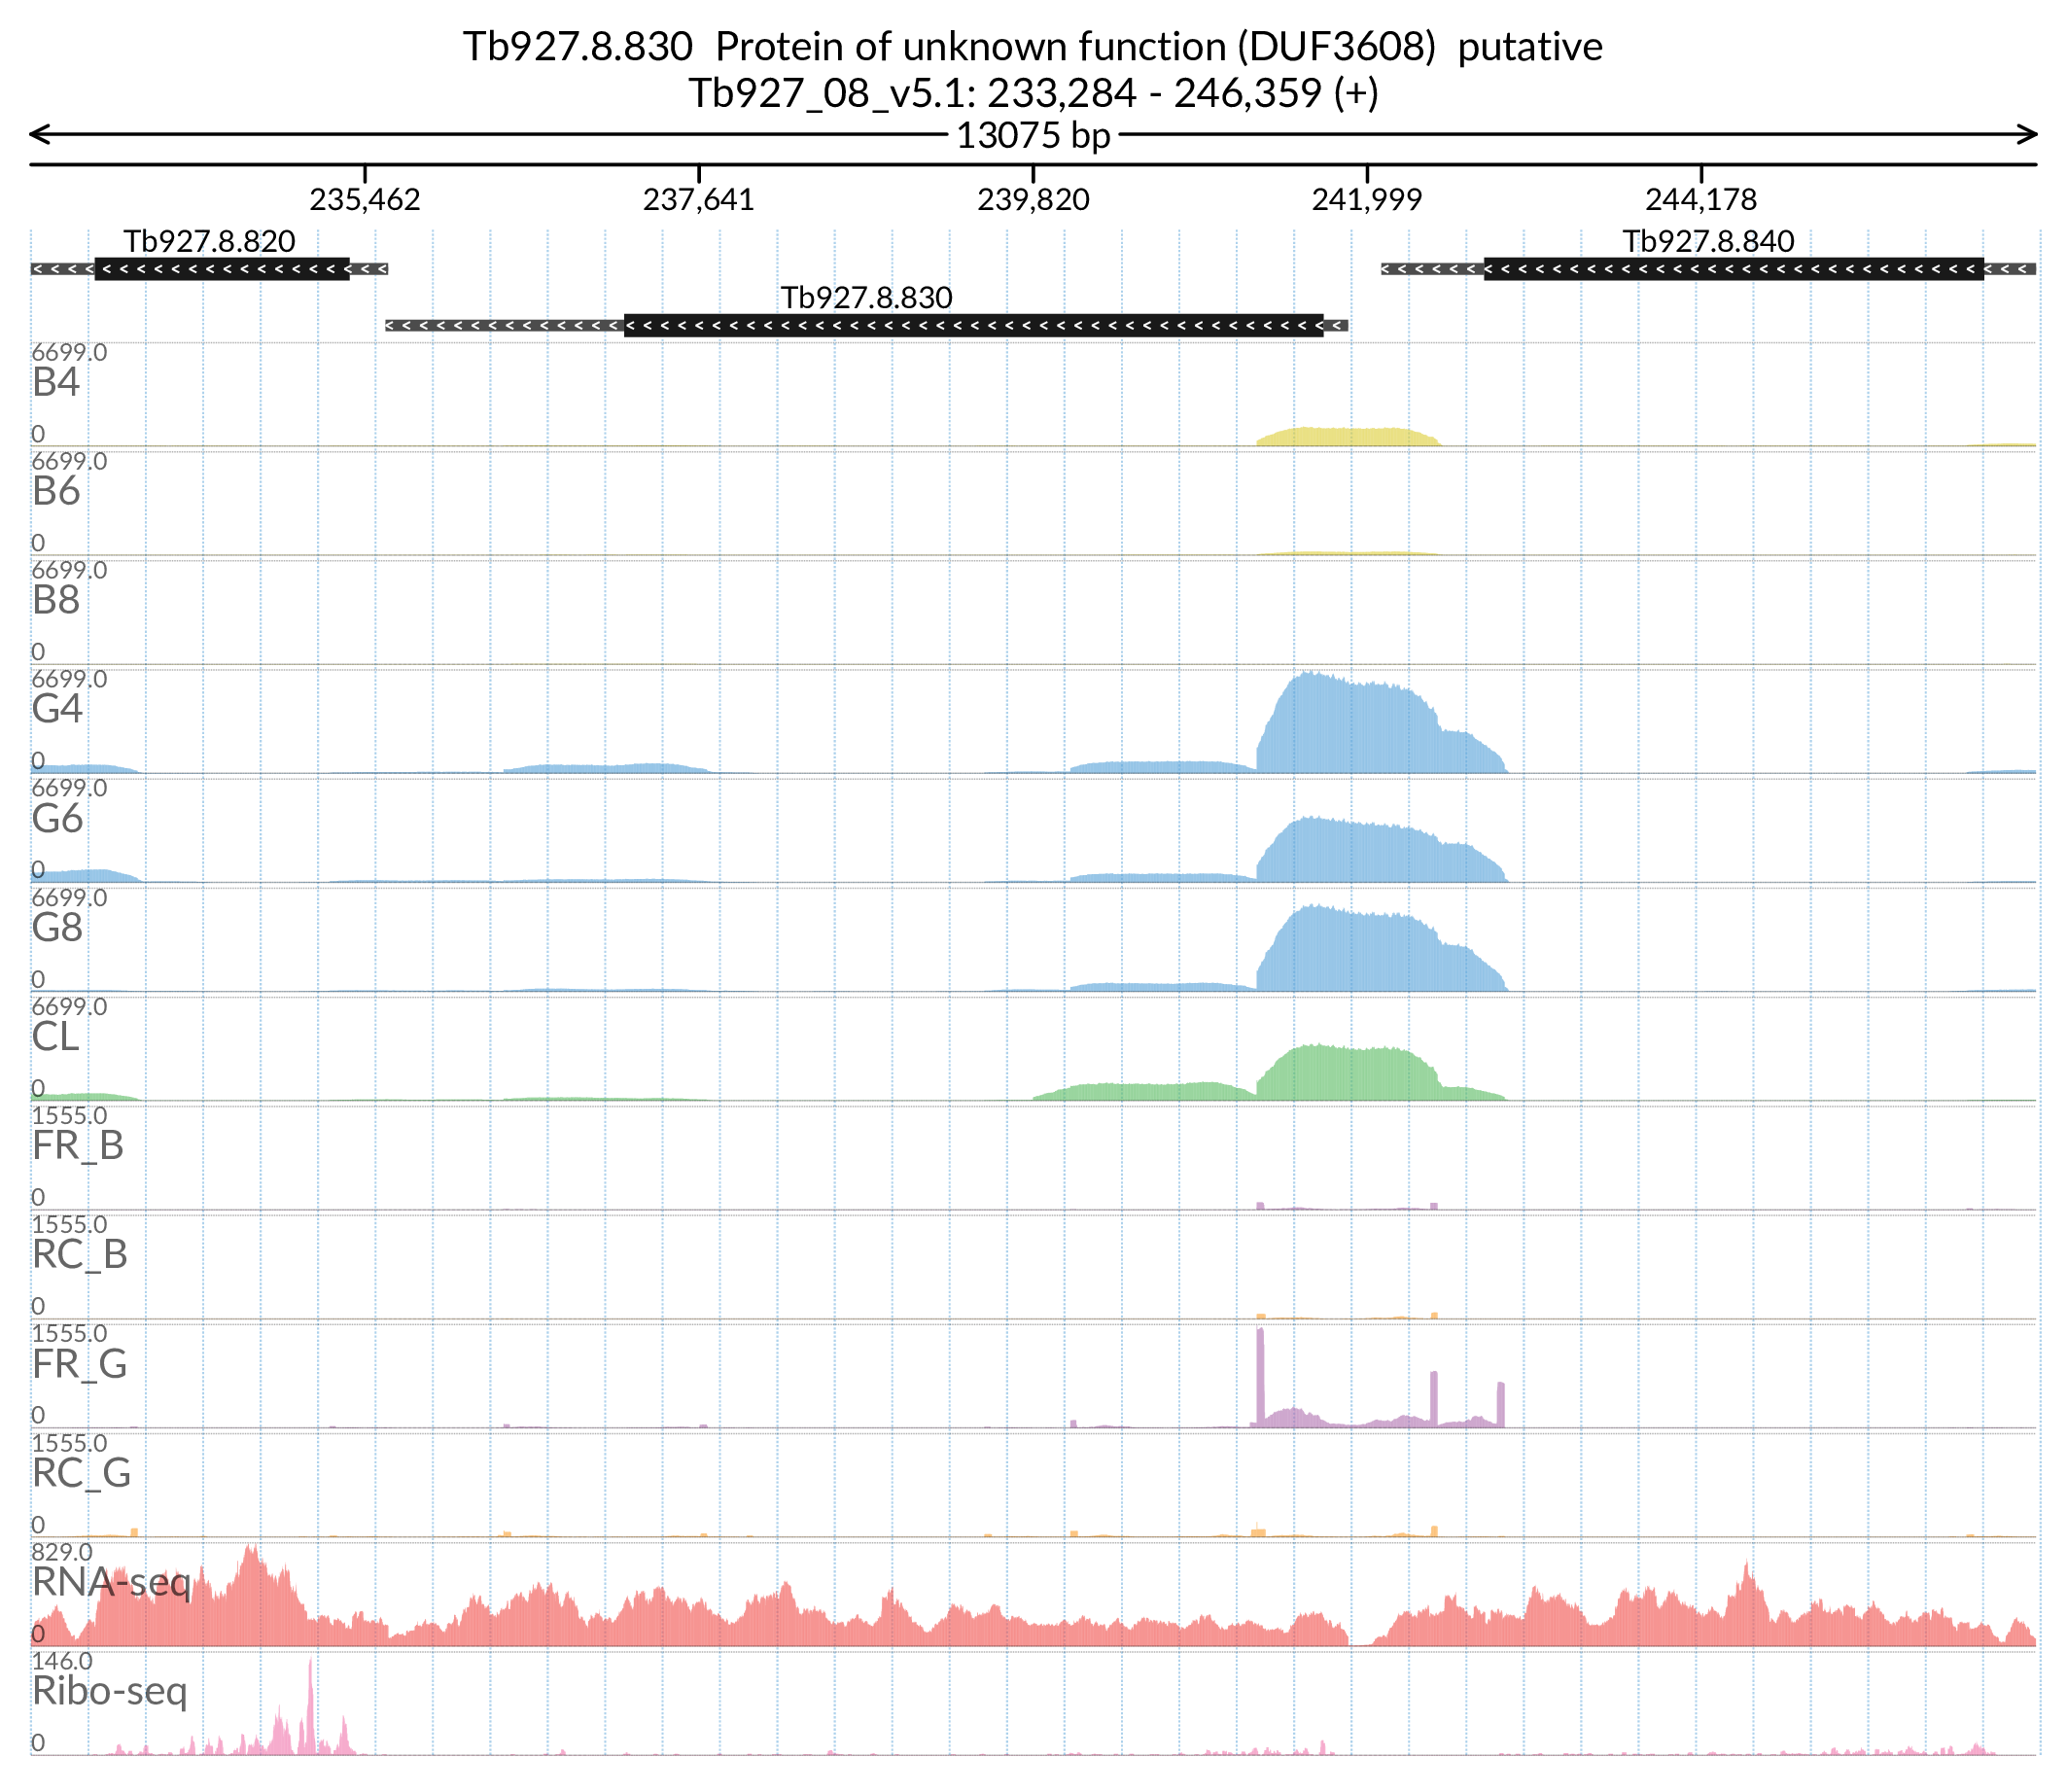 Tb927.8.830  Protein of unknown function (DUF3608)  putative
Tb927_08_v5.1: 233,284 - 246,359 (+)
13075 bp
235,462 237,641 239,820 241,999 244,178
Tb927.8.820 Tb927.8.840
Tb927.8.830
6699.0
B4
0
6699.0
B6
0
6699.0
B8
0
6699.0
G4
0
6699.0
G6
0
6699.0
G8
0
6699.0
CL
0
1555.0
FR_B
0
1555.0
RC_B
0
1555.0
FR_G
0
1555.0
RC_G
0
829.0
RNA-seq
0
146.0
Ribo-seq
0